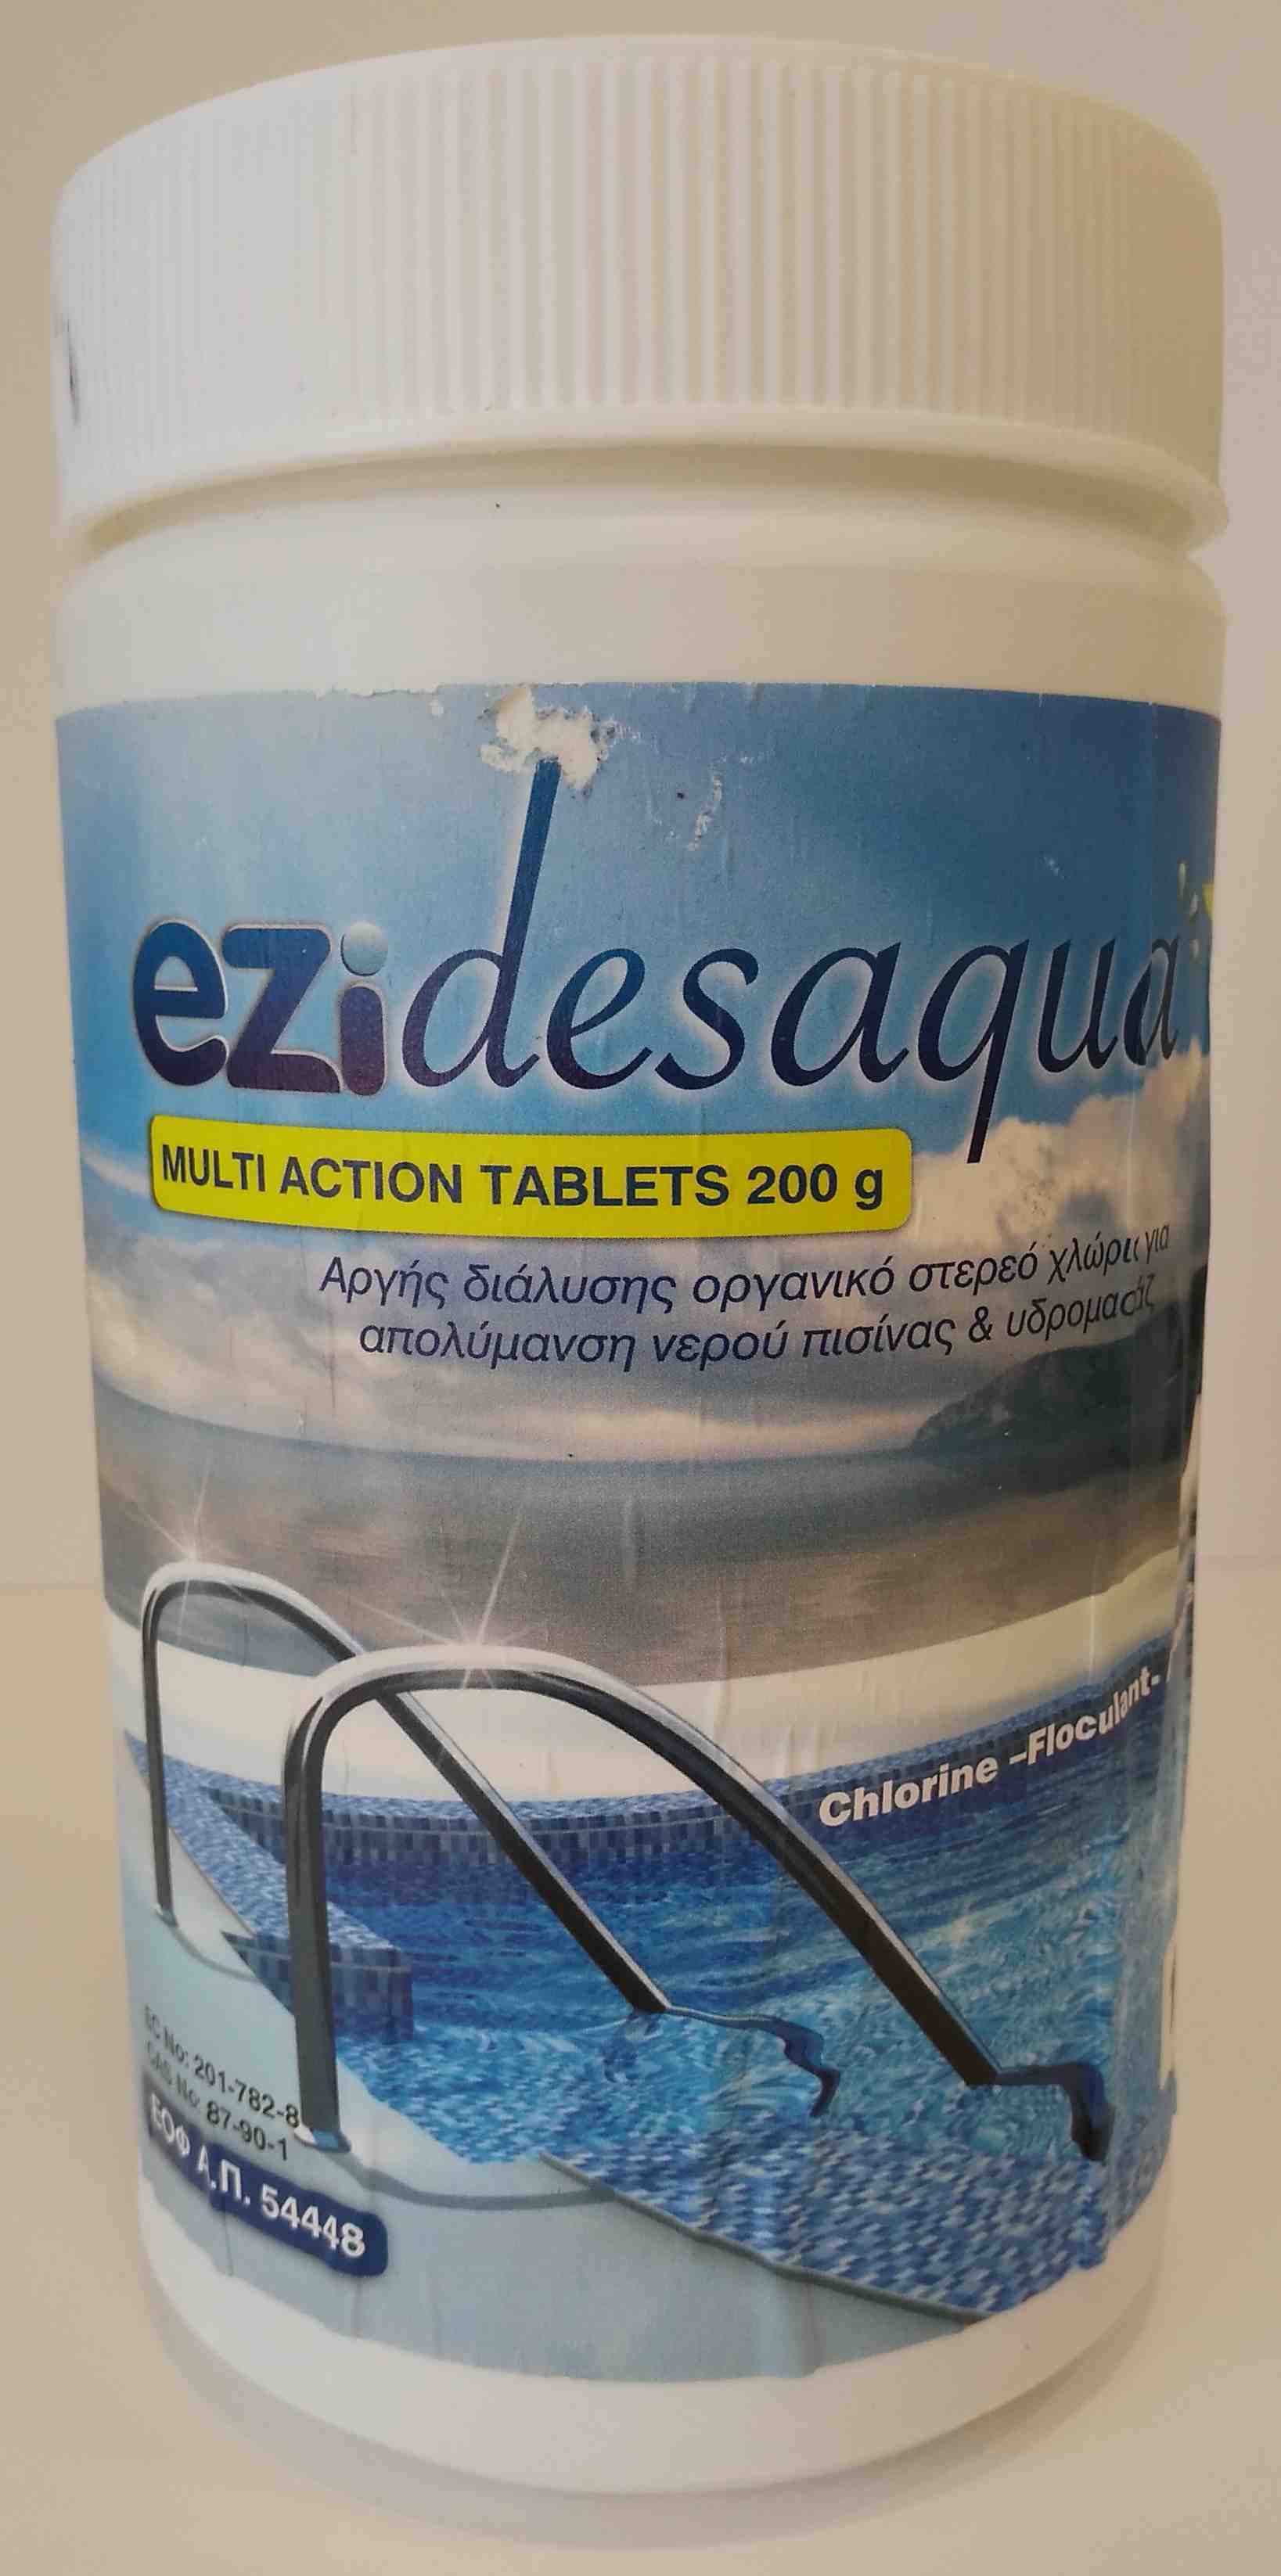 ezidesaqua
MULTI ACTION TABLETS 200 g
Αργής διάλυσης οργανικό στερεό για
απολύμανση νερού πισίνας & υδρομασάζ
Chlorine –Floculant-
EC No: 201-782-8
CAS No: 87-90-1
ΕΟΦ Α.Π. 54448